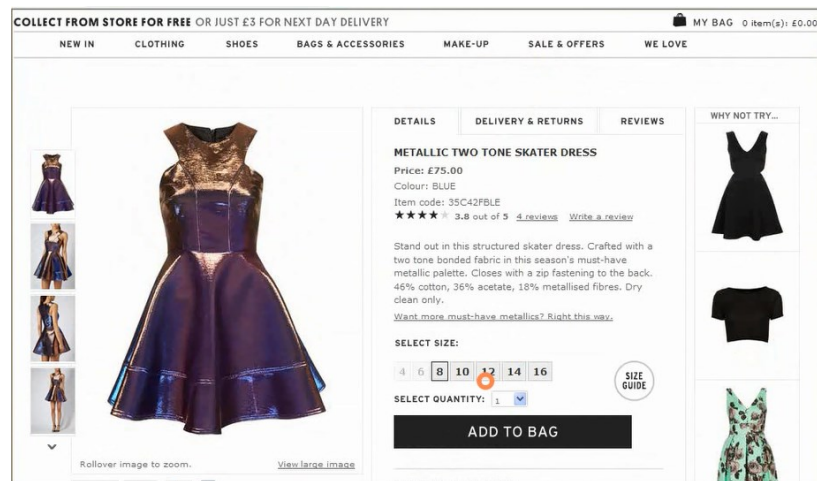 COLLECT FROM STORE FOR FREE OR JUST £3 FOR NEXT DAY DELIVERY
MY BAG 0 item(s): £0.00
NEW IN CLOTHING SHOES BAGS & ACCESSORIES MAKE-UP SALE & OFFERS WE LOVE
DETAILS DELIVERY & RETURNS REVIEWS
METALLIC TWO TONE SKATER DRESS
Price: £75.00
Colour: BLUE
Item code: 35C42FBLE
3.8 out of 5 4 reviews Write a review
Stand out in this structured skater dress. Crafted with a
two tone bonded fabric in this season's must-have
metallic palette. Closes with a zip fastening to the back.
46% cotton, 36% acetate, 18% metallised fibres. Dry
clean only.
Want more must-have metallics? Right this way.
SELECT SIZE:
4 6 8 10 12 14 16
SIZE
GUIDE
SELECT QUANTITY: 1
ADD TO BAG
Rollover image to zoom. View large image
WHY NOT TRY...